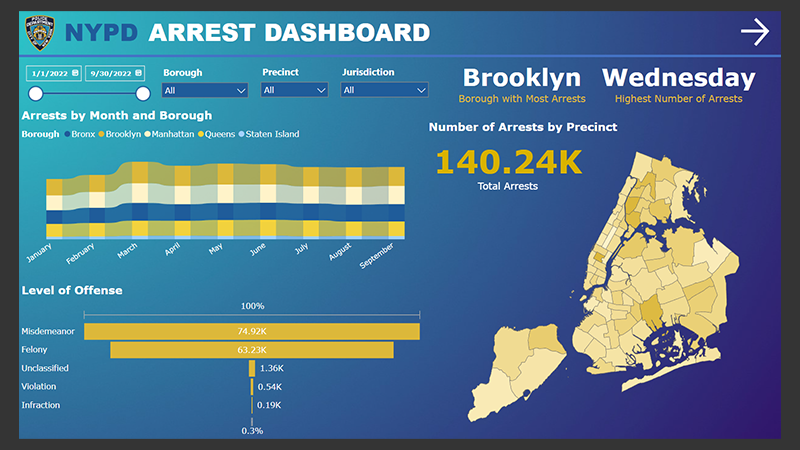 NYPD ARREST DASHBOARD
1/1/2022 9/30/2022
Borough Precinct Jurisdiction
All All All
Brooklyn Wednesday
Borough with Most Arrests Highest Number of Arrests
Arrests by Month and Borough
Borough Bronx Brooklyn Manhattan Queens Staten Island
January February March April May June July August September
Number of Arrests by Precinct
140.24K
Total Arrests
Level of Offense
100%
Misdemeanor 74.92K
Felony 63.23K
Unclassified 1.36K
Violation 0.54K
Infraction 0.19K
0.3%